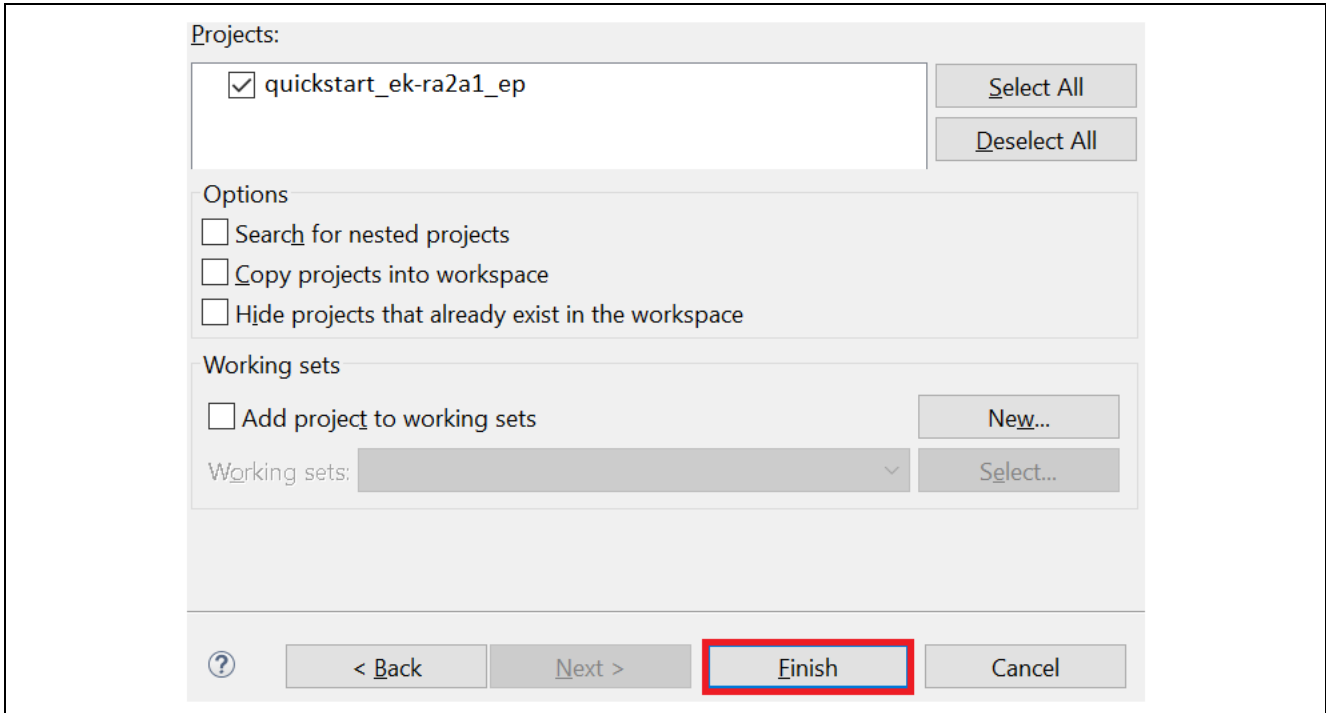 Projects:
quickstart_ek-ra2a1_ep
Select All
Deselect All
Options
Search for nested projects
Copy projects into workspace
Hide projects that already exist in the workspace
Working sets
Add project to working sets
New...
Working sets:
Select...
?
< Back
Next >
Finish
Cancel